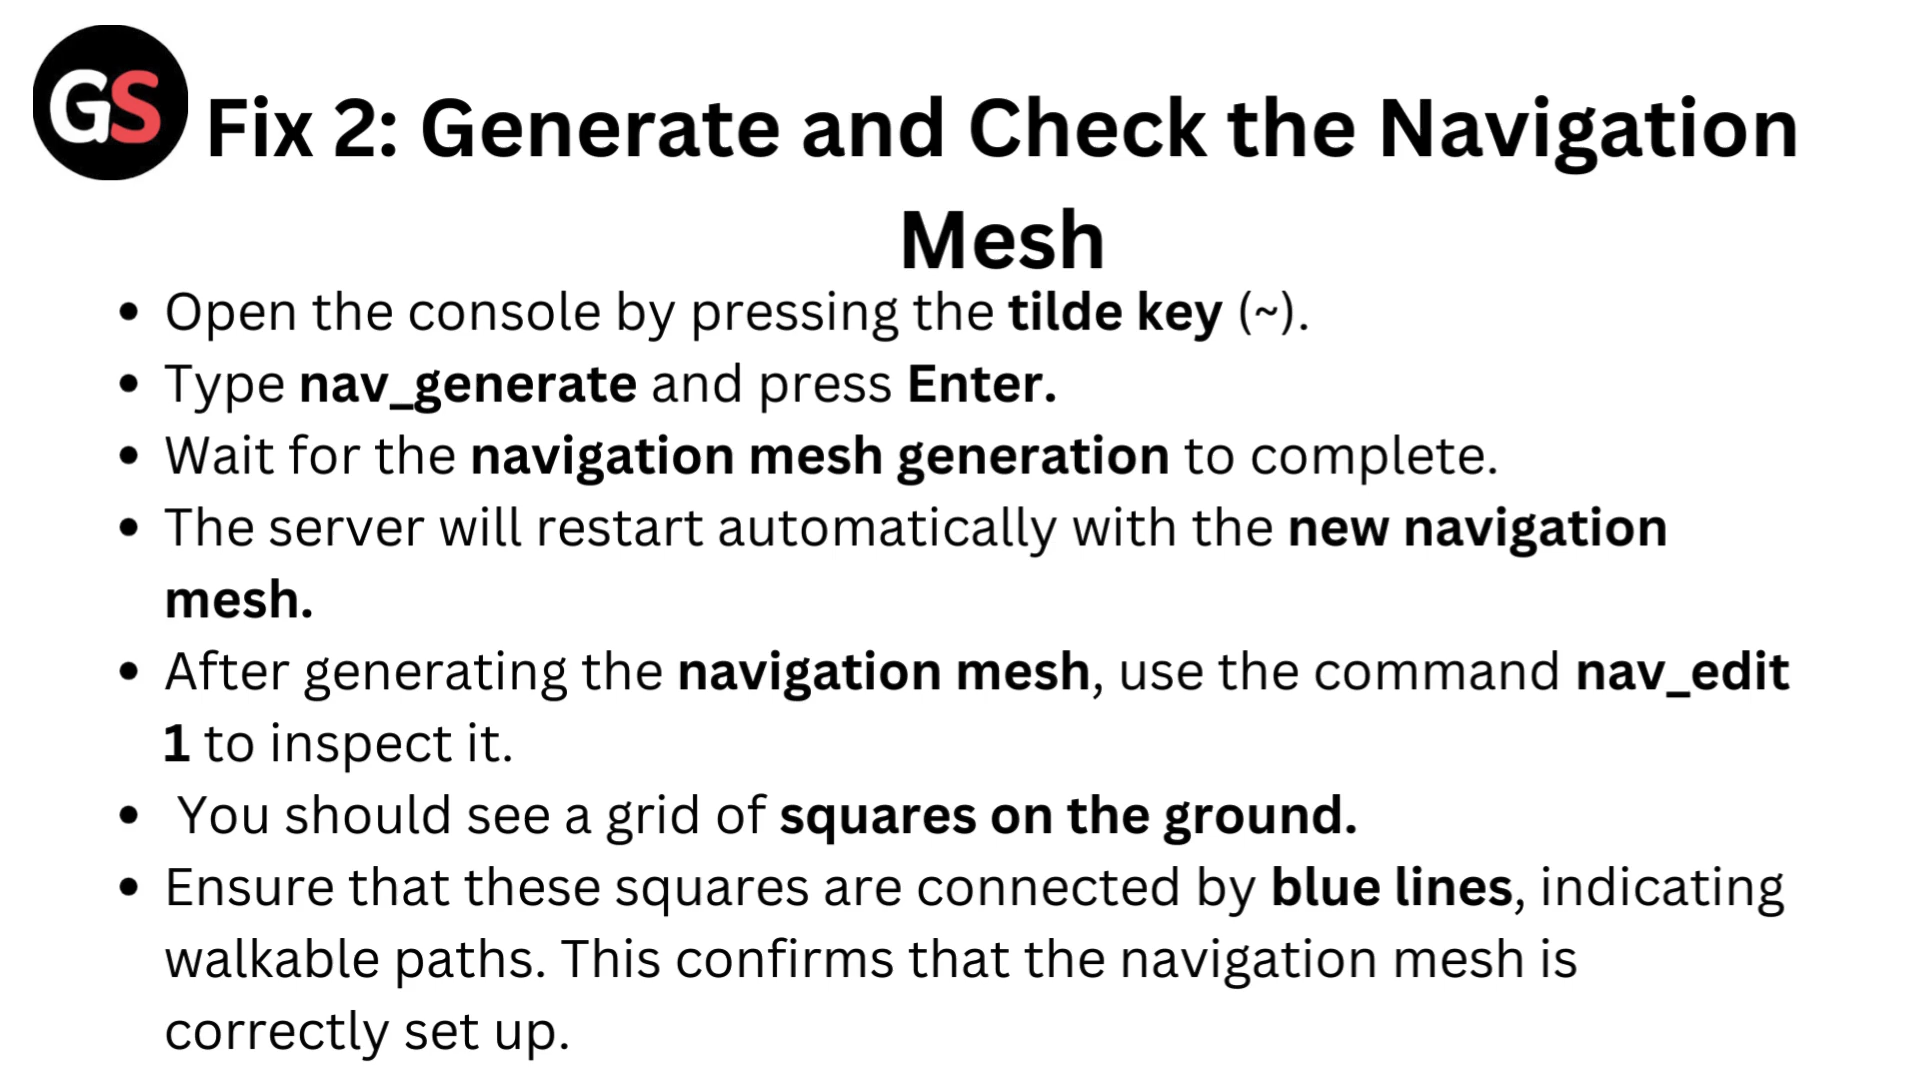 GS
Fix 2: Generate and Check the Navigation
Mesh
• Open the console by pressing the tilde key (~).
• Type nav_generate and press Enter.
• Wait for the navigation mesh generation to complete.
• The server will restart automatically with the new navigation
mesh.
• After generating the navigation mesh, use the command nav_edit
1 to inspect it.
• You should see a grid of squares on the ground.
• Ensure that these squares are connected by blue lines, indicating
walkable paths. This confirms that the navigation mesh is
correctly set up.